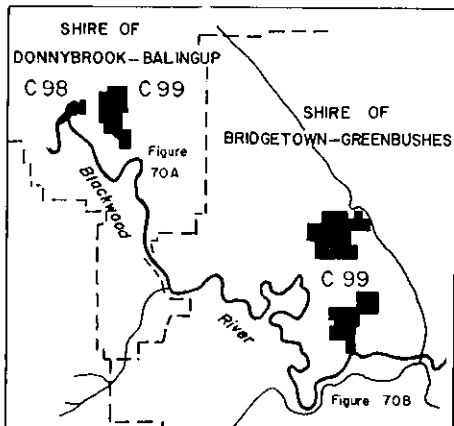 SHIRE OF
DONNYBROOK-BALINGUP
C 98
C 99
SHIRE OF
BRIDGETOWN-GREENBUSHES
Figure
70A
Blackwood
C 99
River
Figure 70B